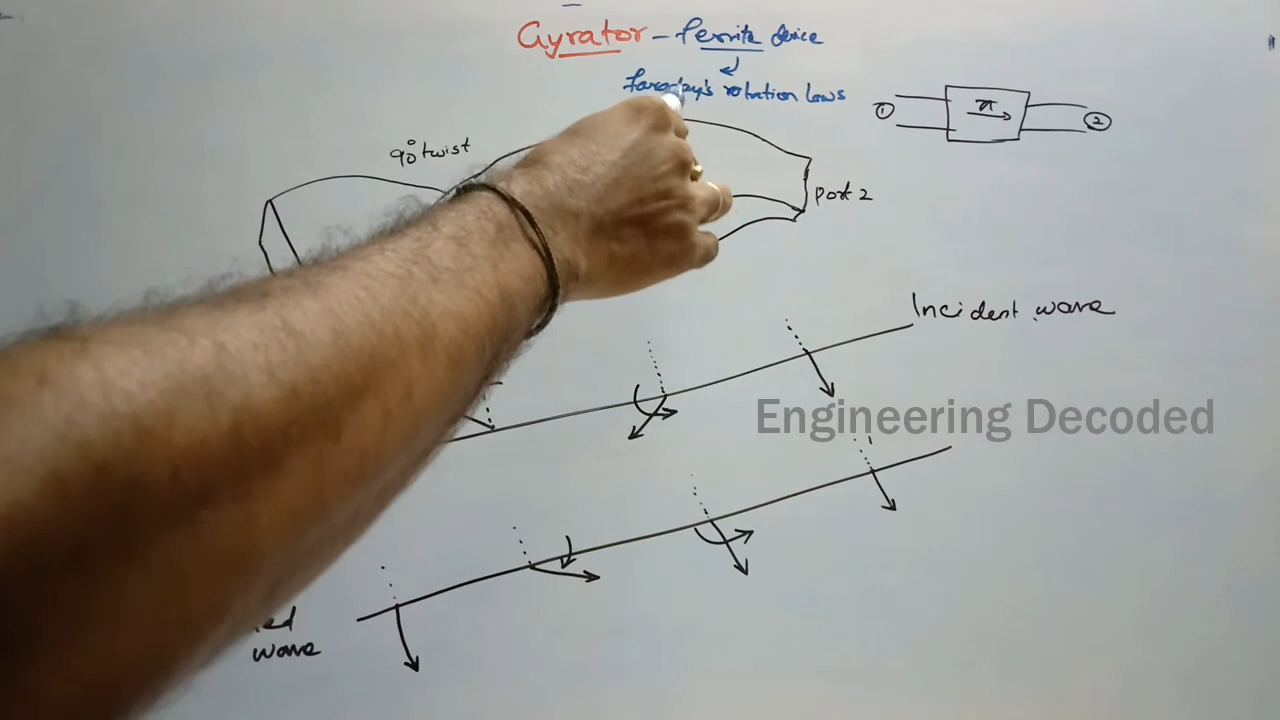 Gyrator - Ferrite device
Faraday's rotation laws
① π ②
90° twist
Port 2
Incident wave
Engineering Decoded
wave